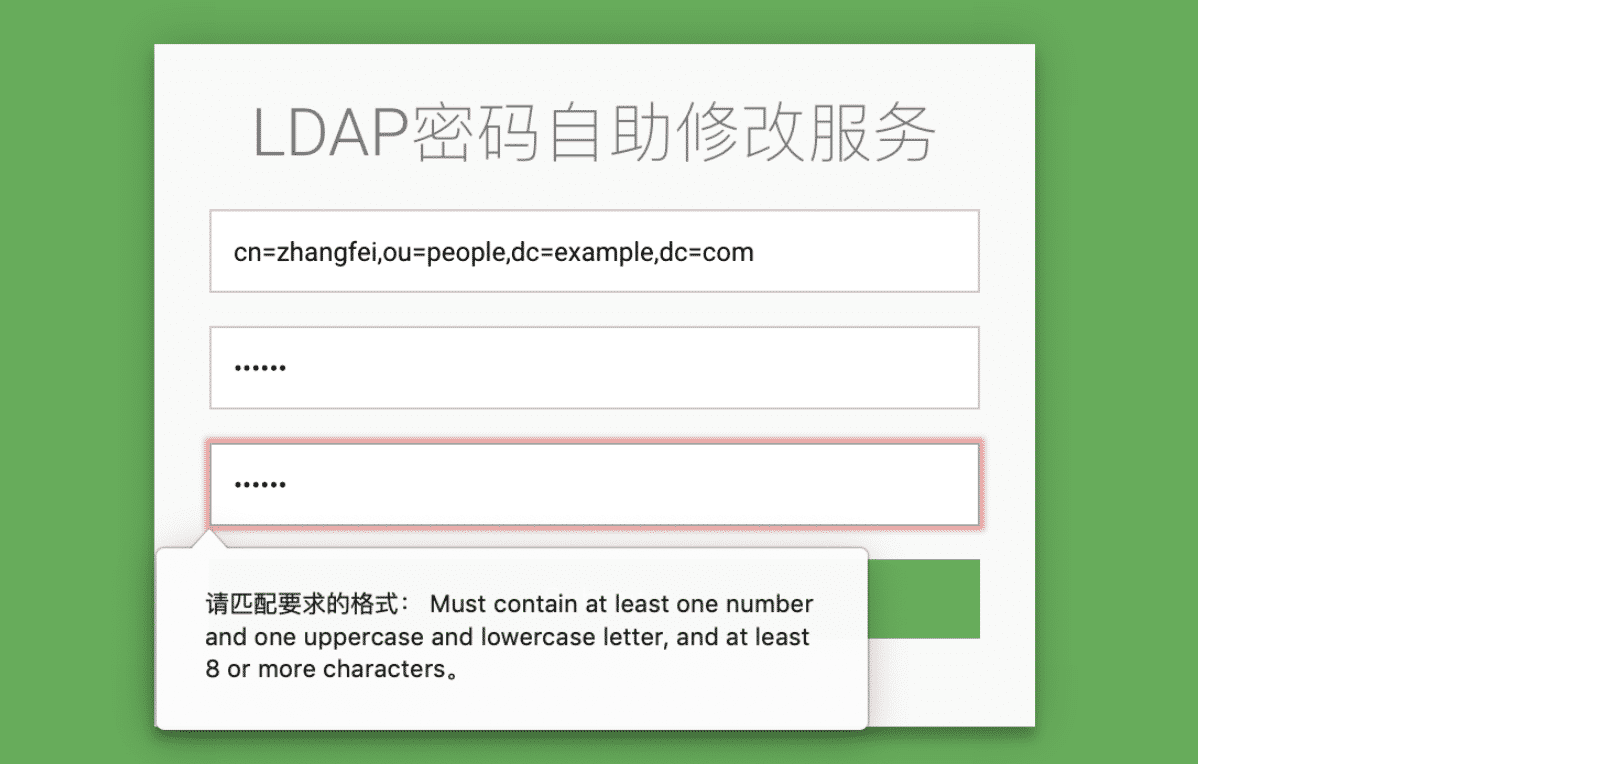 LDAP密码自助修改服务
cn=zhangfei,ou=people,dc=example,dc=com
••••••
••••••
请匹配要求的格式： Must contain at least one number
and one uppercase and lowercase letter, and at least
8 or more characters。